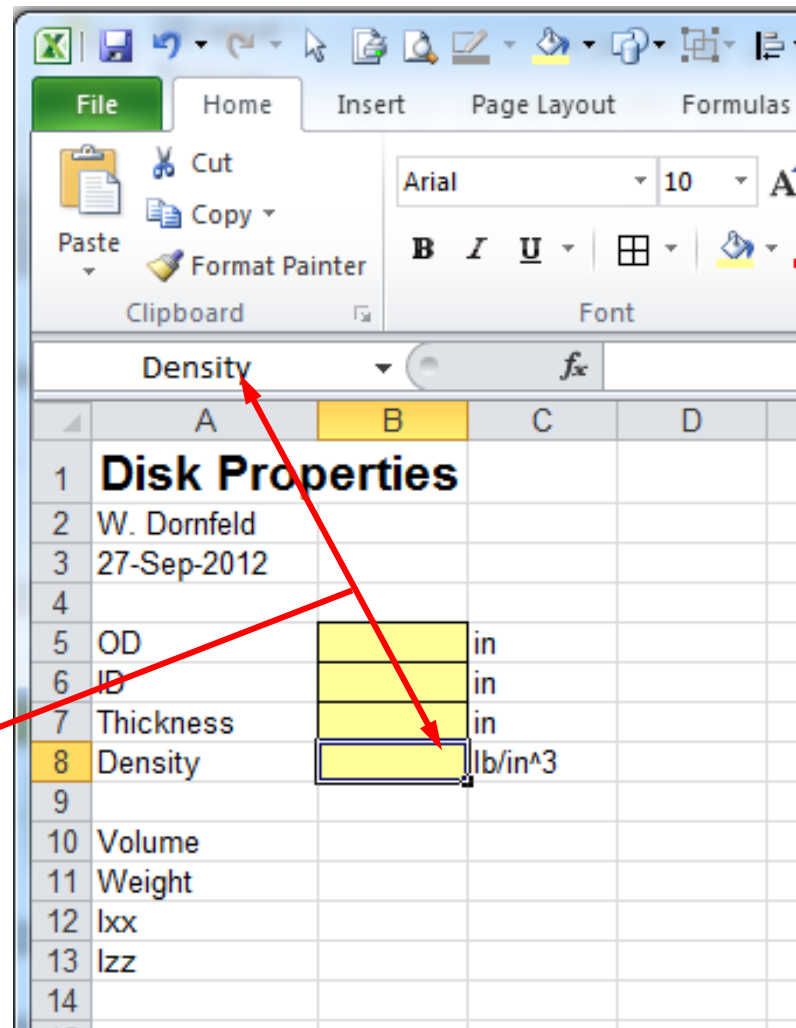 File Home Insert Page Layout Formulas
Cut
Copy
Paste
Format Painter
Clipboard
Arial 10 A
B I U
Font
Density fx
A B C D
1 Disk Properties
2 W. Dornfeld
3 27-Sep-2012
4
5 OD in
6 ID in
7 Thickness in
8 Density lb/in^3
9
10 Volume
11 Weight
12 Ixx
13 Izz
14